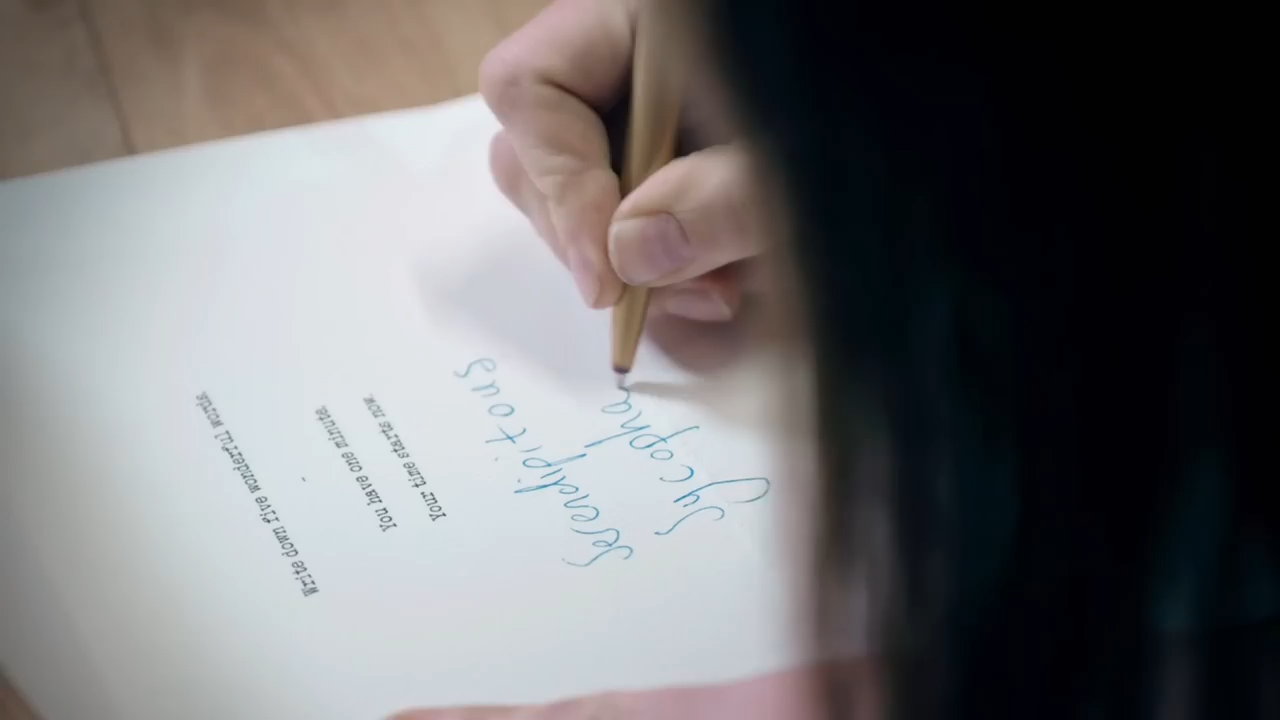 Write down five wonderful words.
You have one minute.
Your time starts now.
Serendipitous
Sycopha